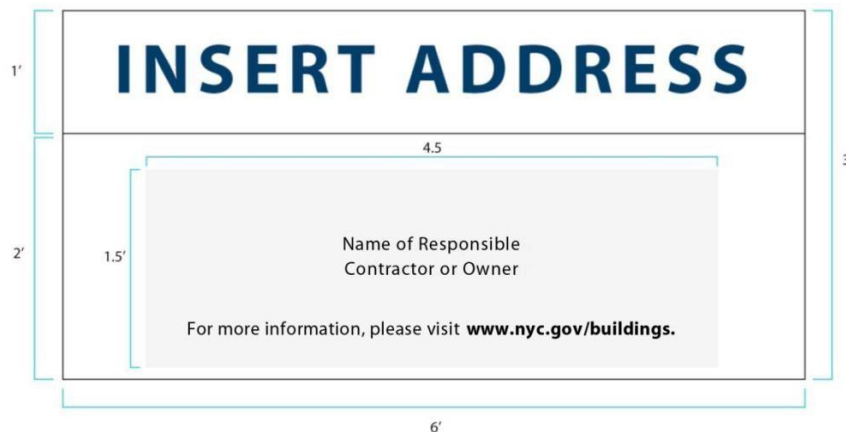 1’
INSERT ADDRESS
3
4.5
2’
1.5’
Name of Responsible
Contractor or Owner
For more information, please visit www.nyc.gov/buildings.
6’